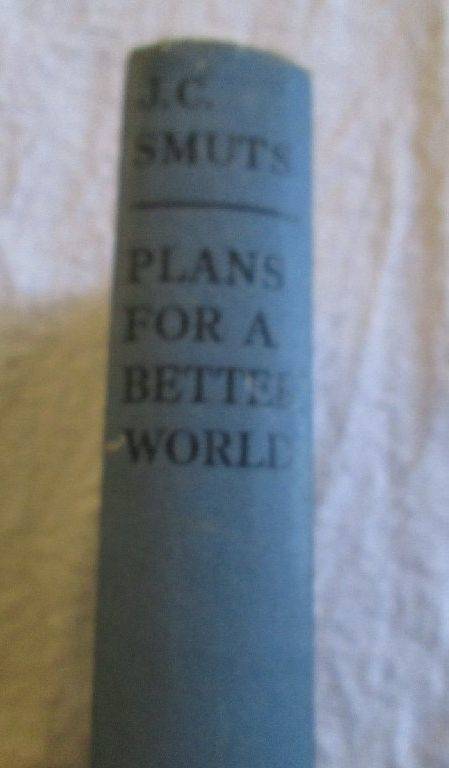 J.C.
SMUTS
PLANS
FOR A
BETTER
WORLD